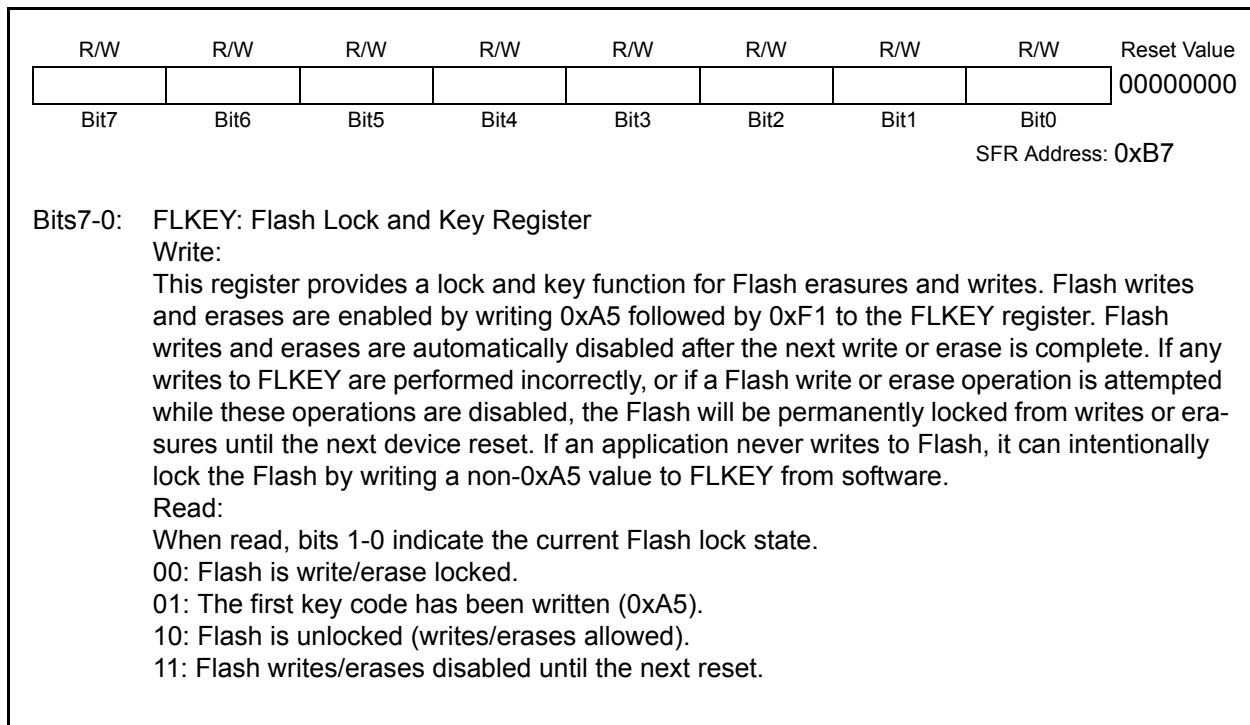 R/W R/W R/W R/W R/W R/W R/W R/W Reset Value
00000000
Bit7 Bit6 Bit5 Bit4 Bit3 Bit2 Bit1 Bit0
SFR Address: 0xB7
Bits7-0: FLKEY: Flash Lock and Key Register
Write:
This register provides a lock and key function for Flash erasures and writes. Flash writes
and erases are enabled by writing 0xA5 followed by 0xF1 to the FLKEY register. Flash
writes and erases are automatically disabled after the next write or erase is complete. If any
writes to FLKEY are performed incorrectly, or if a Flash write or erase operation is attempted
while these operations are disabled, the Flash will be permanently locked from writes or era-
sures until the next device reset. If an application never writes to Flash, it can intentionally
lock the Flash by writing a non-0xA5 value to FLKEY from software.
Read:
When read, bits 1-0 indicate the current Flash lock state.
00: Flash is write/erase locked.
01: The first key code has been written (0xA5).
10: Flash is unlocked (writes/erases allowed).
11: Flash writes/erases disabled until the next reset.